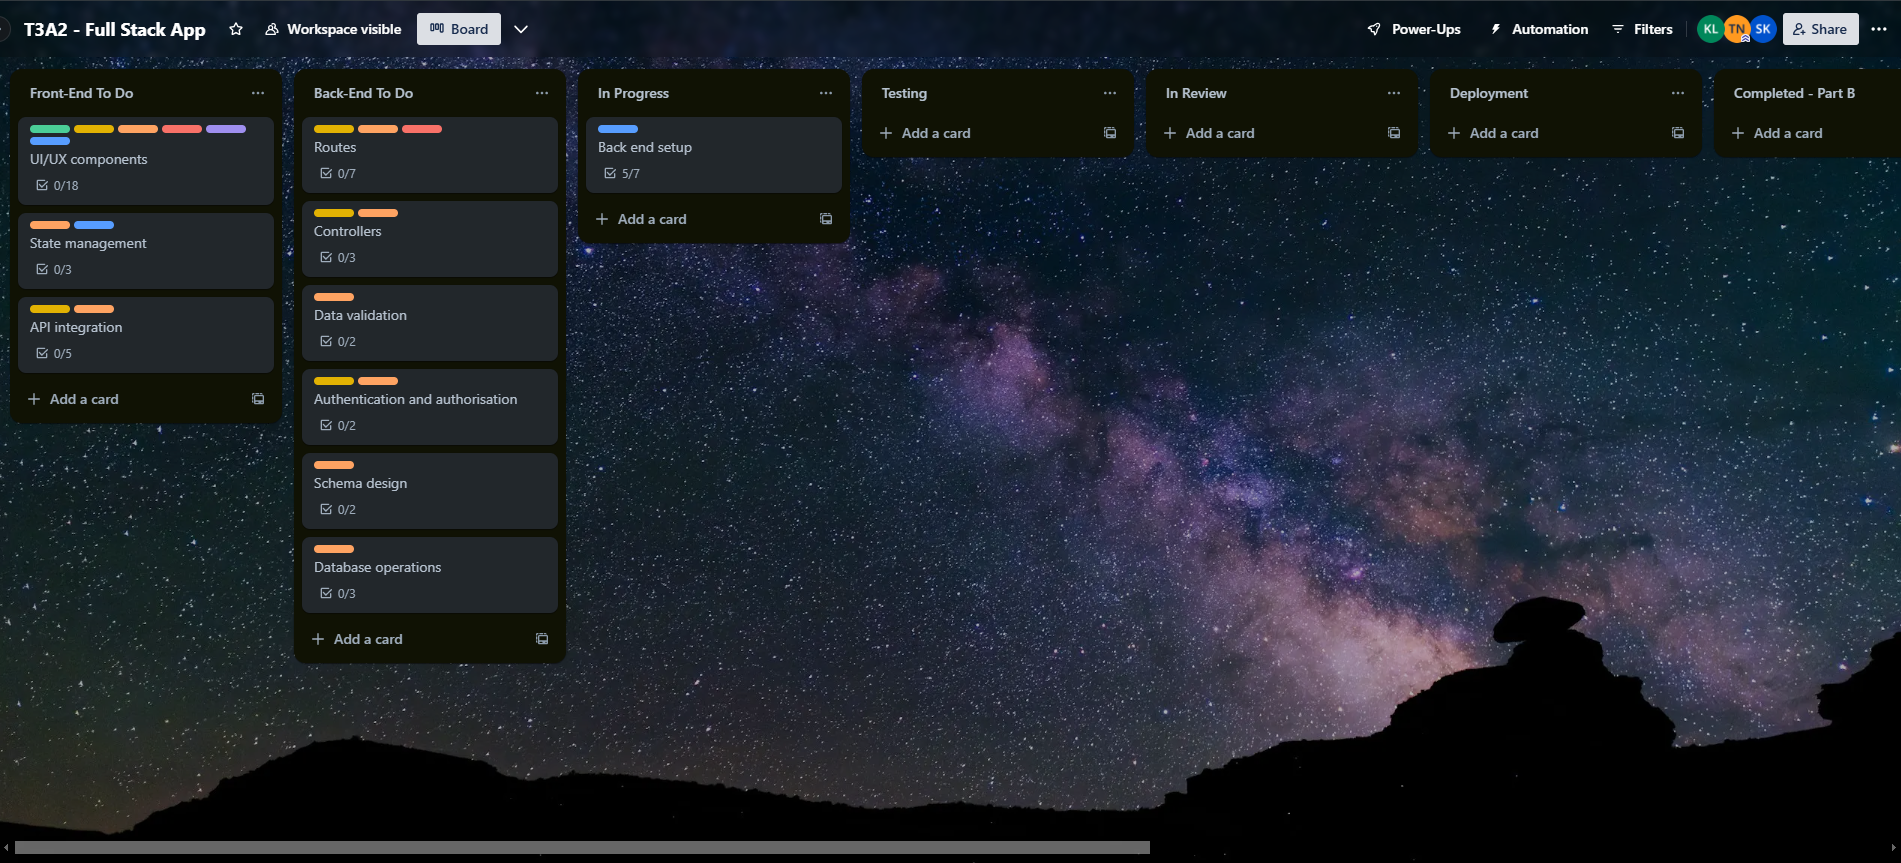 T3A2 - Full Stack App
Workspace visible
Board
Power-Ups
Automation
Filters
KL
TN
SK
Share
Front-End To Do
UI/UX components
0/18
State management
0/3
API integration
0/5
Add a card
Back-End To Do
Routes
0/7
Controllers
0/3
Data validation
0/2
Authentication and authorisation
0/2
Schema design
0/2
Database operations
0/3
Add a card
In Progress
Back end setup
5/7
Add a card
Testing
Add a card
In Review
Add a card
Deployment
Add a card
Completed - Part B
Add a card